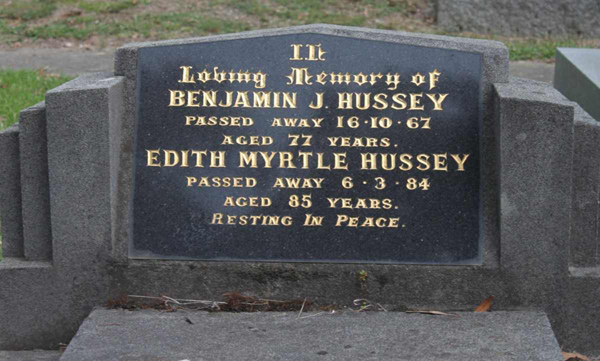 In
Loving Memory of
BENJAMIN J. HUSSEY
PASSED AWAY 16·10·67
AGED 77 YEARS.
EDITH MYRTLE HUSSEY
PASSED AWAY 6·3·84
AGED 85 YEARS.
RESTING IN PEACE.